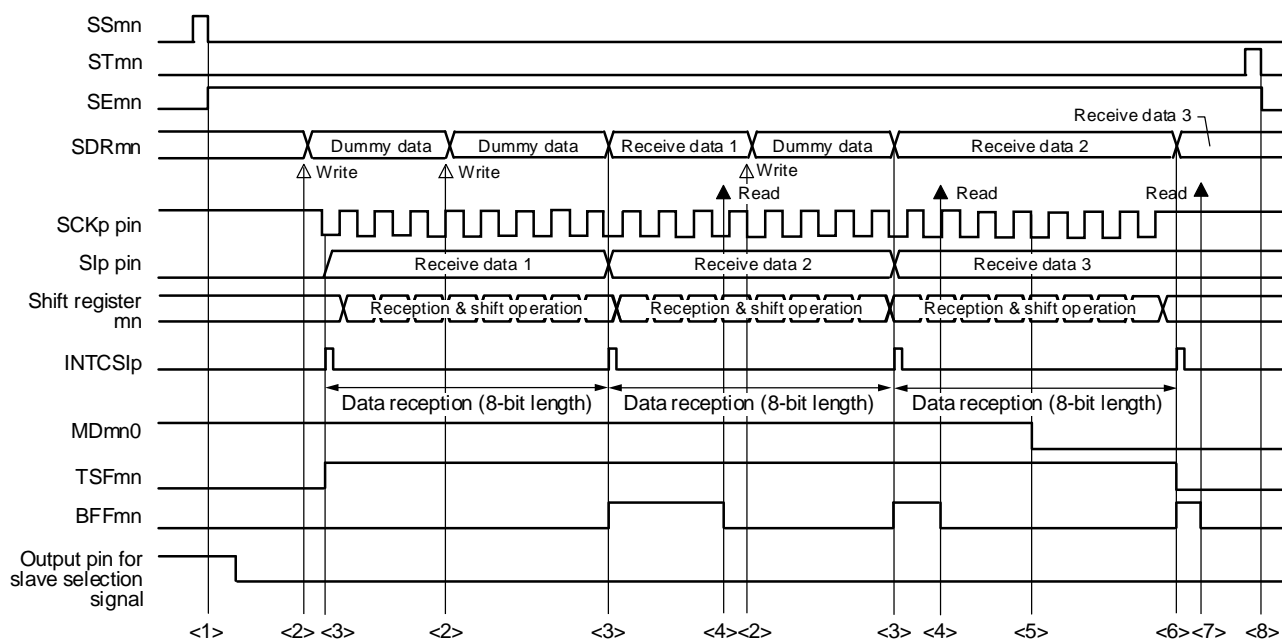 SSmn
STmn
SEmn
Receive data 3
SDRmn Dummy data Dummy data Receive data 1 Dummy data Receive data 2
Write Write Write
Read Read Read
SCKp pin
SIp pin Receive data 1 Receive data 2 Receive data 3
Shift register
mn
Reception & shift operation Reception & shift operation Reception & shift operation
INTCSIp
Data reception (8-bit length) Data reception (8-bit length) Data reception (8-bit length)
MDmn0
TSFmn
BFFmn
Output pin for
slave selection
signal
<1> <2> <3> <2> <3> <4> <2> <3> <4> <5> <6> <7> <8>